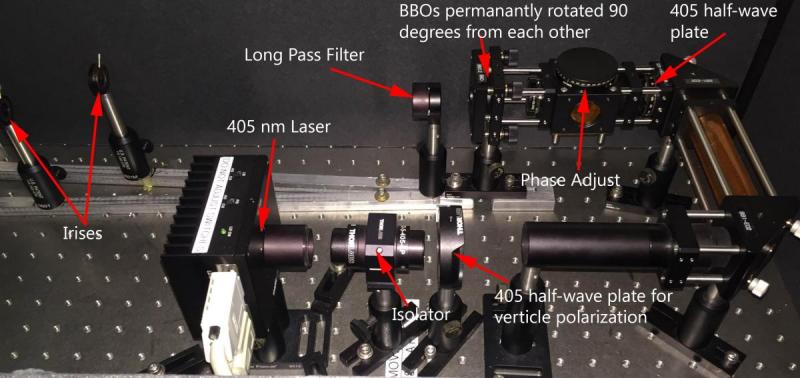 BBOs permanantly rotated 90
degrees from each other
405 half-wave
plate
Long Pass Filter
405 nm Laser
Phase Adjust
Irises
Isolator
405 half-wave plate for
verticle polarization